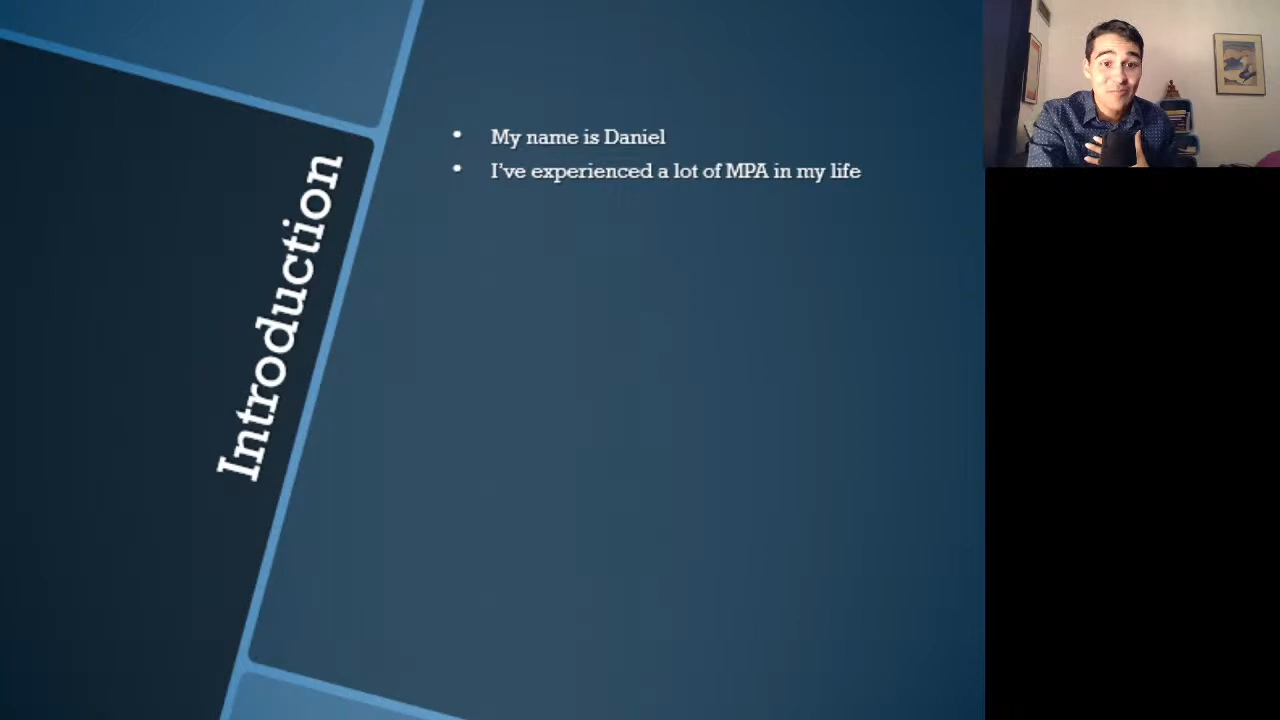 Introduction
• My name is Daniel
• I've experienced a lot of MPA in my life